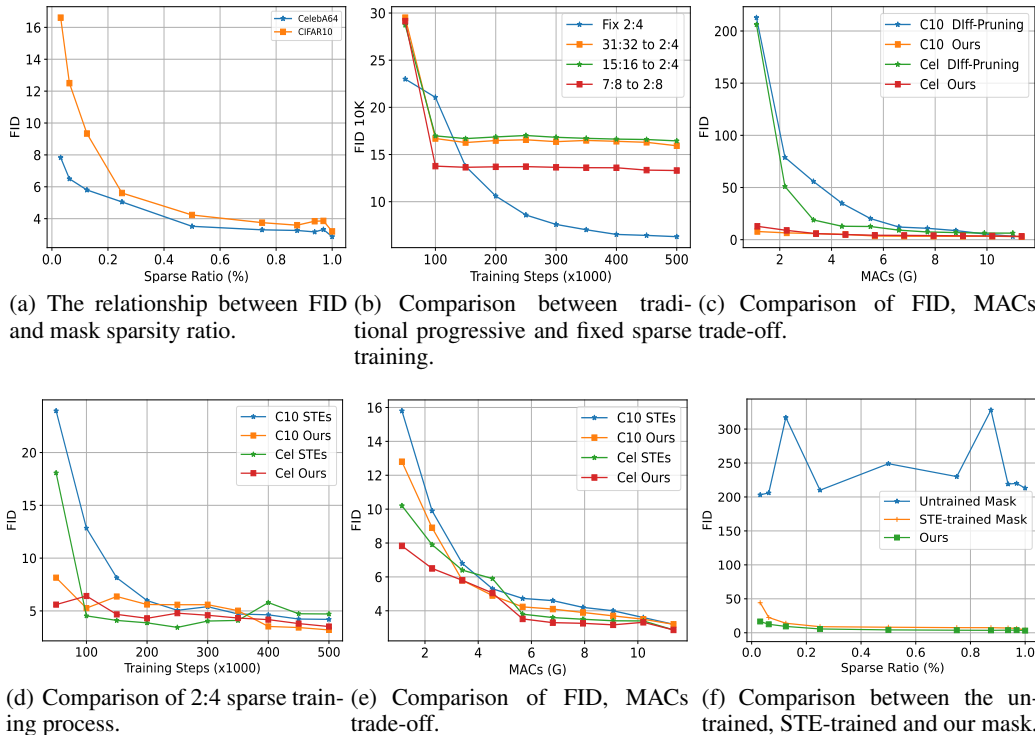 16
14
12
10
8
6
4
FID
0.0 0.2 0.4 0.6 0.8 1.0
Sparse Ratio (%)
CelebA64
CIFAR10
(a) The relationship between FID
and mask sparsity ratio.
30K
25
20
15
10
FID 10K
100 200 300 400 500
Training Steps (x1000)
Fix 2:4
31:32 to 2:4
15:16 to 2:4
7:8 to 2:8
(b) Comparison between tradi-
tional progressive and fixed sparse
training.
200
150
100
50
0
FID
2 4 6 8 10
MACs (G)
C10 DIff-Pruning
C10 Ours
Cel DIff-Pruning
Cel Ours
(c) Comparison of FID, MACs
trade-off.
20
15
10
5
FID
100 200 300 400 500
Training Steps (x1000)
C10 STEs
C10 Ours
Cel STEs
Cel Ours
(d) Comparison of 2:4 sparse train-
ing process.
16
14
12
10
8
6
4
FID
2 4 6 8 10
MACs (G)
C10 STEs
C10 Ours
Cel STEs
Cel Ours
(e) Comparison of FID, MACs
trade-off.
300
250
200
150
100
50
0
FID
0.0 0.2 0.4 0.6 0.8 1.0
Sparse Ratio (%)
Untrained Mask
STE-trained Mask
Ours
(f) Comparison between the un-
trained, STE-trained and our mask.